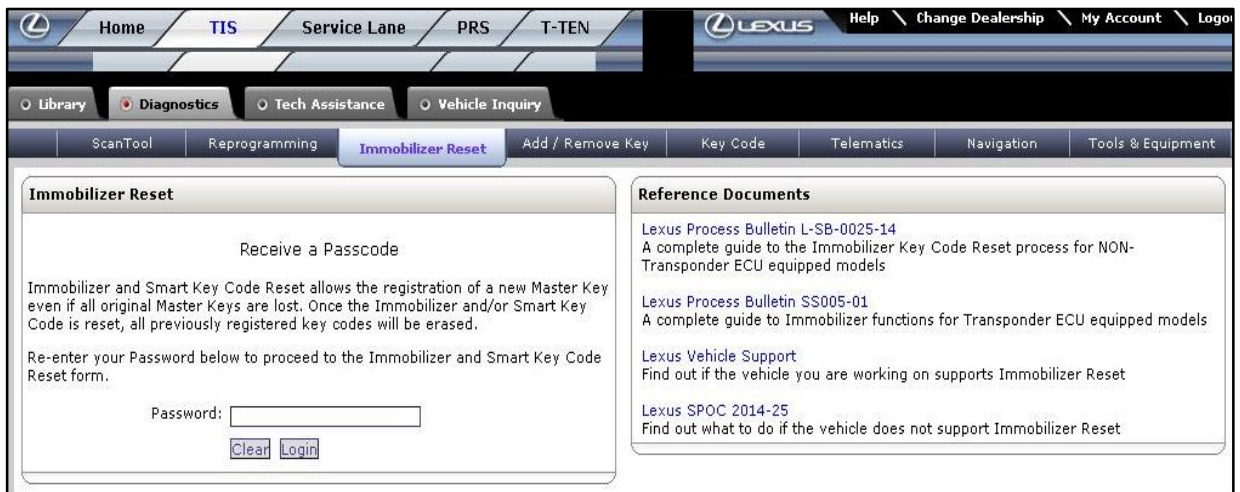 Home TIS Service Lane PRS T-TEN LEXUS Help Change Dealership My Account
Library Diagnostics Tech Assistance Vehicle Inquiry
ScanTool Reprogramming Immobilizer Reset Add / Remove Key Key Code Telematics Navigation Tools & Equipment
Immobilizer Reset
Receive a Passcode
Immobilizer and Smart Key Code Reset allows the registration of a new Master Key
even if all original Master Keys are lost. Once the Immobilizer and/or Smart Key
Code is reset, all previously registered key codes will be erased.
Re-enter your Password below to proceed to the Immobilizer and Smart Key Code
Reset form.
Password:
Clear Login
Reference Documents
Lexus Process Bulletin L-SB-0025-14
A complete guide to the Immobilizer Key Code Reset process for NON-
Transponder ECU equipped models
Lexus Process Bulletin SS005-01
A complete guide to Immobilizer functions for Transponder ECU equipped models
Lexus Vehicle Support
Find out if the vehicle you are working on supports Immobilizer Reset
Lexus SPOC 2014-25
Find out what to do if the vehicle does not support Immobilizer Reset